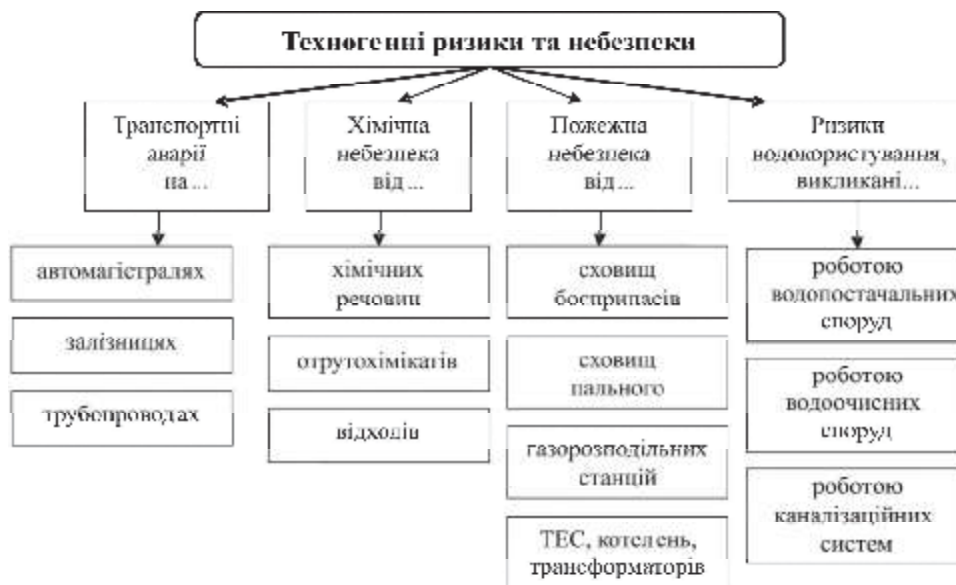 Техногенні ризики та небезпеки
Транспортні
аварії
на ...
Хімічна
небезпека
від ...
Пожежна
небезпека
від ...
Ризики
водокористування,
викликані...
автомагістралях
залізницях
трубопроводах
хімічних
речовин
отрутохімікатів
відходів
сховищ
боєприпасів
сховищ
пального
газорозподільних
станцій
ТЕС, котелень,
трансформаторів
роботою
водопостачальних
споруд
роботою
водоочисних
споруд
роботою
каналізаційних
систем